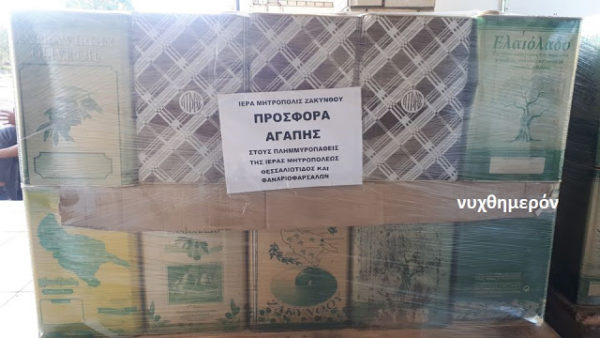 Ελαιόλαδο
ΙΕΡΑ ΜΗΤΡΟΠΟΛΙΣ ΖΑΚΥΝΘΟΥ
ΠΡΟΣΦΟΡΑ
ΑΓΑΠΗΣ
ΣΤΟΥΣ ΠΛΗΜΜΥΡΟΠΑΘΕΙΣ
ΤΗΣ ΙΕΡΑΣ ΜΗΤΡΟΠΟΛΕΩΣ
ΘΕΣΣΑΛΙΩΤΙΔΟΣ ΚΑΙ
ΦΑΝΑΡΙΟΦΑΡΣΑΛΩΝ
νυχθημερόν